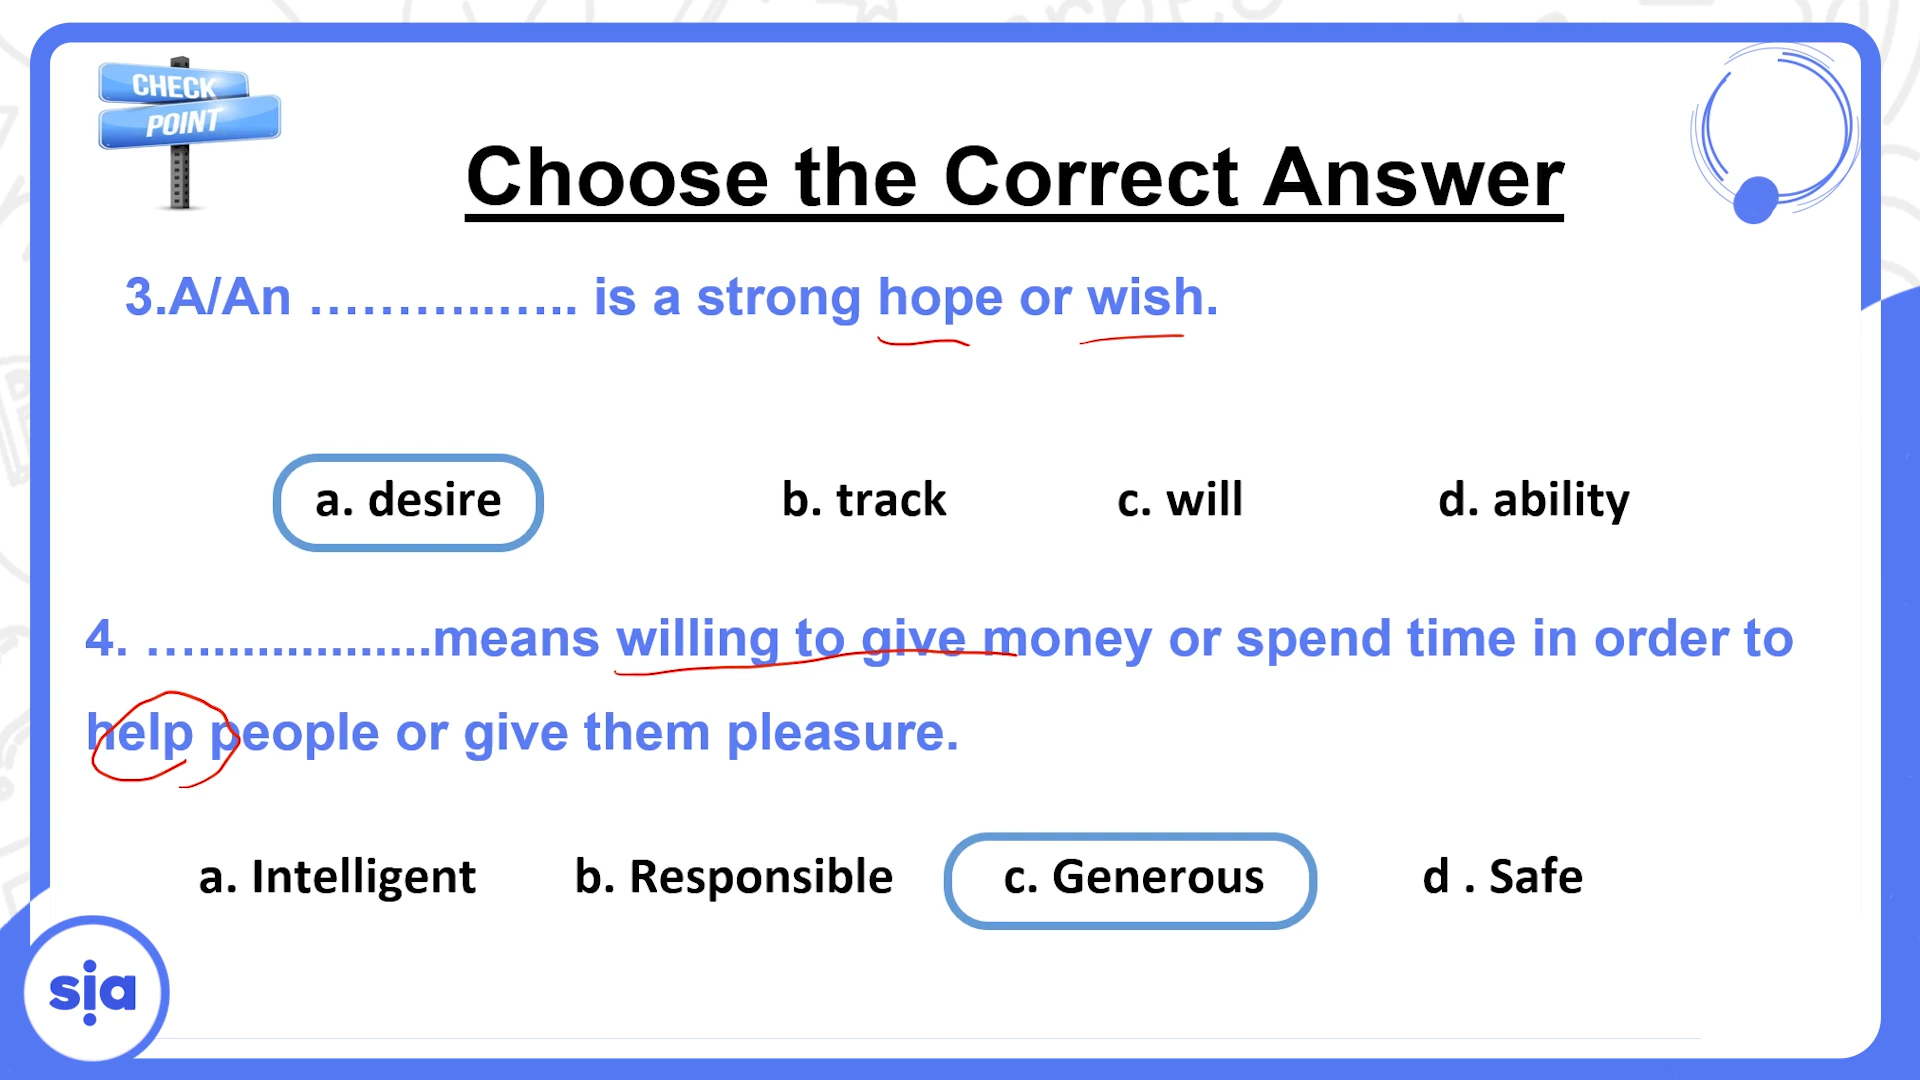 CHECK
POINT
Choose the Correct Answer
3.A/An ………..….. is a strong hope or wish.
a. desire b. track c. will d. ability
4. …................means willing to give money or spend time in order to
help people or give them pleasure.
a. Intelligent b. Responsible c. Generous d . Safe
sia